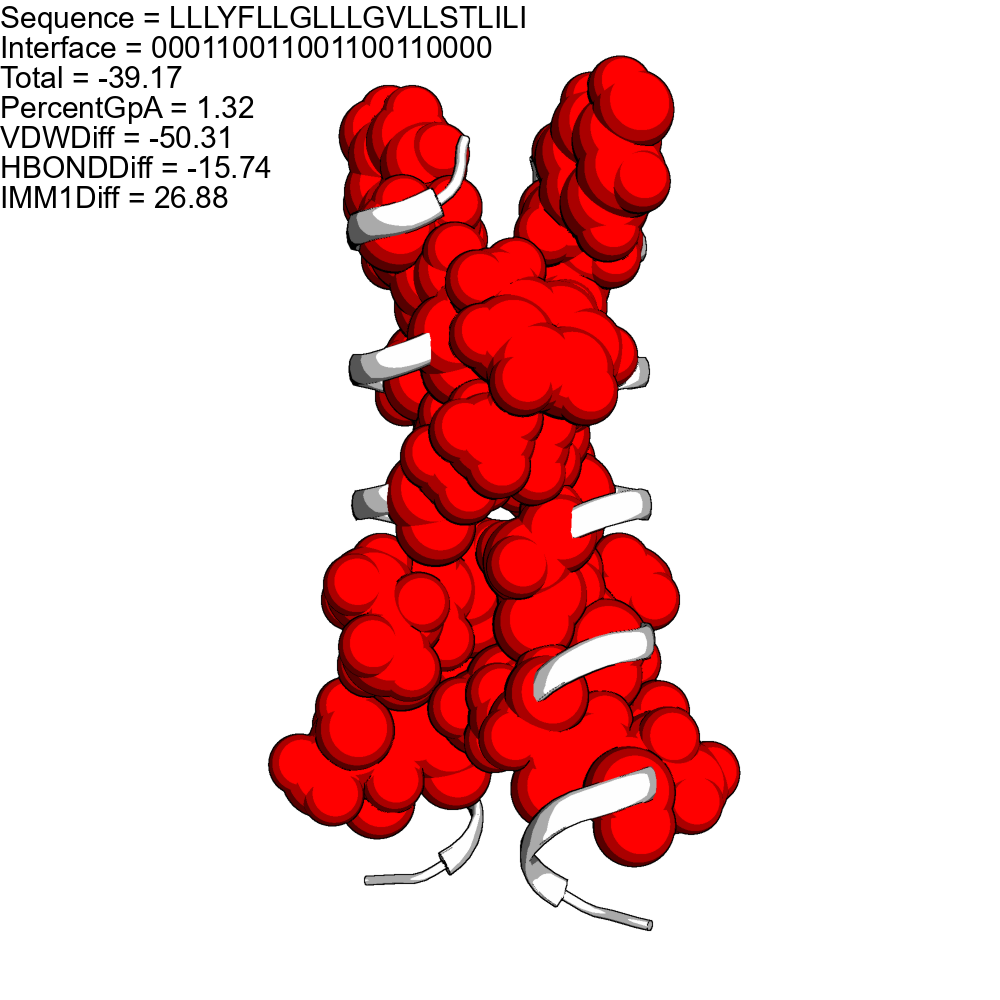 Sequence = LLLYFLLGLLLGVLLSTLILI
Interface = 000110011001100110000
Total = -39.17
PercentGpA = 1.32
VDWDiff = -50.31
HBONDDiff = -15.74
IMM1Diff = 26.88